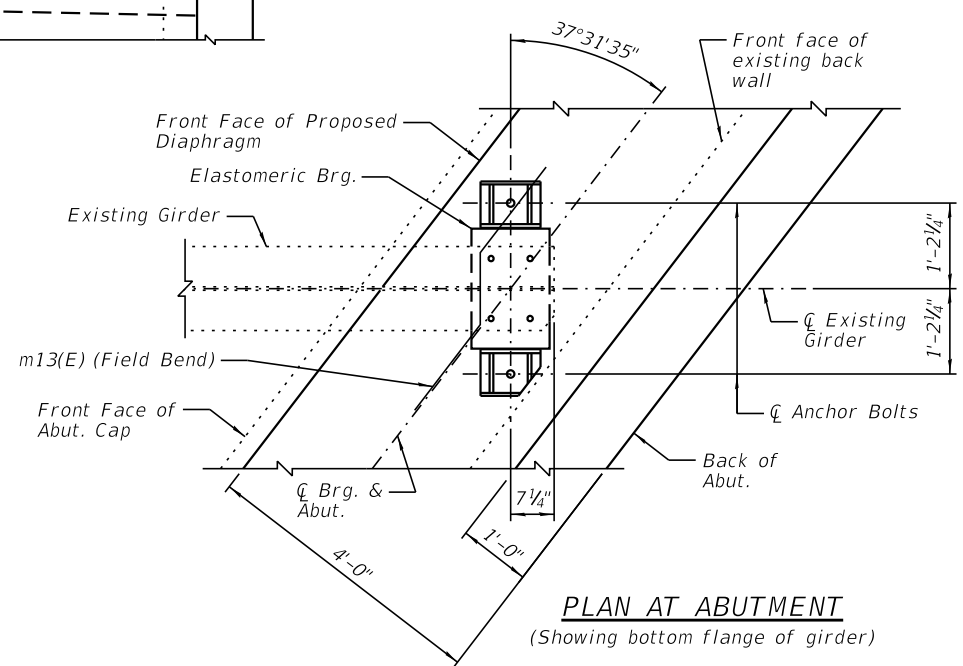 37°31'35"
Front face of
existing back
wall
Front Face of Proposed
Diaphragm
Elastomeric Brg.
Existing Girder
1'-2¼"
℄ Existing
Girder
1'-2¼"
m13(E) (Field Bend)
Front Face of
Abut. Cap
℄ Anchor Bolts
Back of
Abut.
℄ Brg. &
Abut.
7¼"
1'-0"
4'-0"
PLAN AT ABUTMENT
(Showing bottom flange of girder)